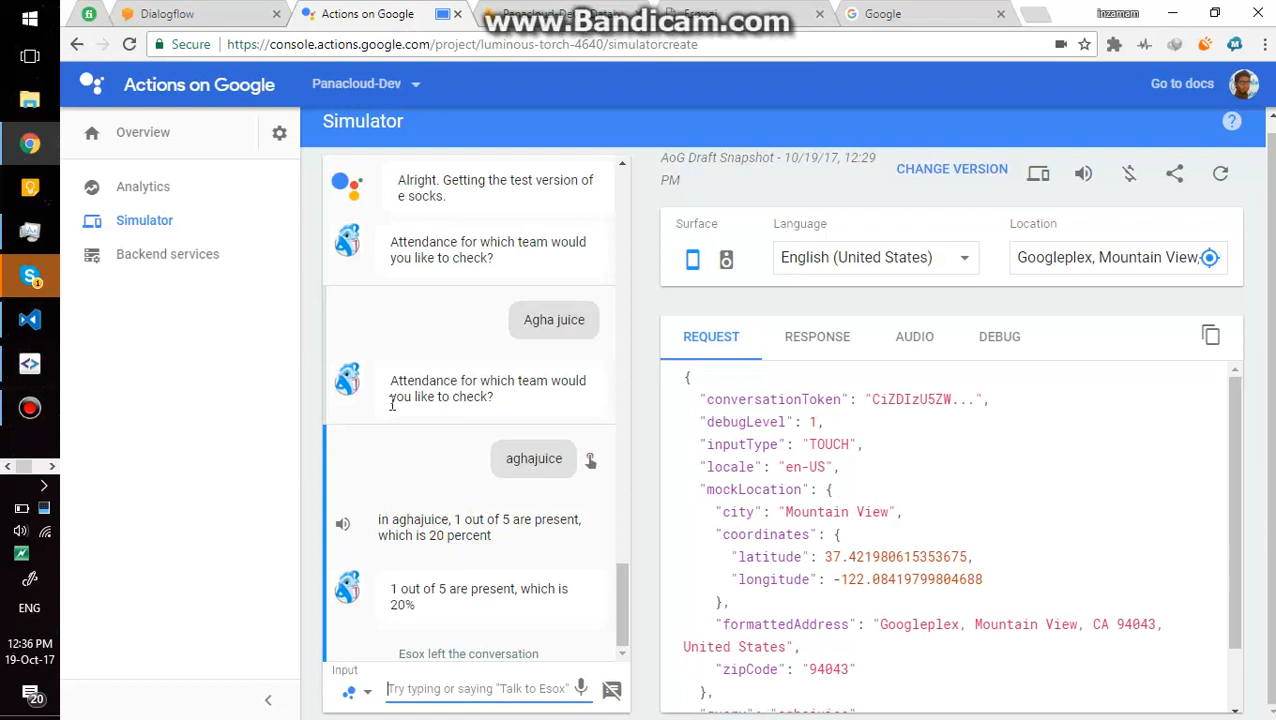 Dialogflow
Actions on Google
Google
inzamam
www.Bandicam.com
Secure
https://console.actions.google.com/project/luminous-torch-4640/simulatorcreate
Actions on Google
Panacloud-Dev
Go to docs
Overview
Analytics
Simulator
Backend services
Simulator
Alright. Getting the test version of
e socks.
Attendance for which team would
you like to check?
Agha juice
Attendance for which team would
you like to check?
aghajuice
in aghajuice, 1 out of 5 are present,
which is 20 percent
1 out of 5 are present, which is
20%
Esox left the conversation
Input
Try typing or saying "Talk to Esox"
AoG Draft Snapshot - 10/19/17, 12:29
PM
CHANGE VERSION
Surface
Language
Location
English (United States)
Googleplex, Mountain View,
REQUEST
RESPONSE
AUDIO
DEBUG
{
"conversationToken": "CiZDIzU5ZW...",
"debugLevel": 1,
"inputType": "TOUCH",
"locale": "en-US",
"mockLocation": {
"city": "Mountain View",
"coordinates": {
"latitude": 37.421980615353675,
"longitude": -122.08419799804688
},
"formattedAddress": "Googleplex, Mountain View, CA 94043,
United States",
"zipCode": "94043"
},
"query": "aghajuice"
ENG
12:36 PM
19-Oct-17
20
1